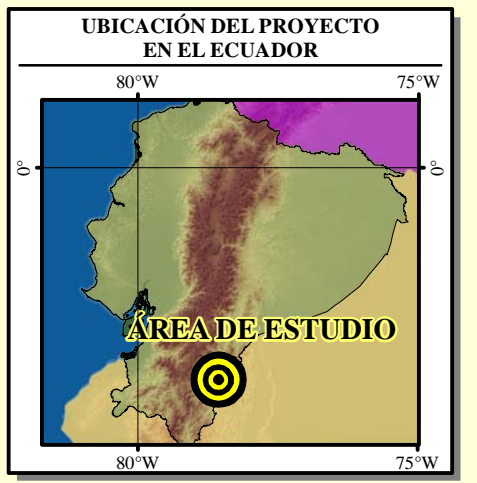 UBICACIÓN DEL PROYECTO
EN EL ECUADOR
80°W 75°W
0° 0°
ÁREA DE ESTUDIO
80°W 75°W